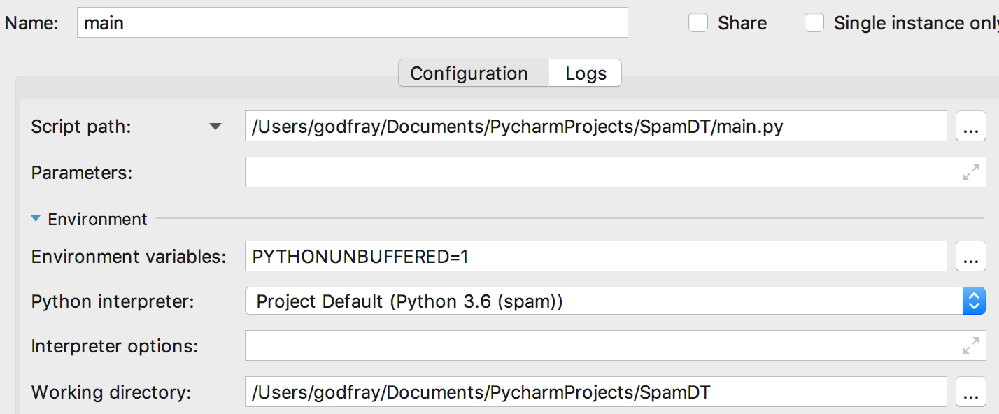 Name: main Share Single instance only
Configuration Logs
Script path: /Users/godfray/Documents/PycharmProjects/SpamDT/main.py ...
Parameters:
Environment
Environment variables: PYTHONUNBUFFERED=1 ...
Python interpreter: Project Default (Python 3.6 (spam))
Interpreter options:
Working directory: /Users/godfray/Documents/PycharmProjects/SpamDT ...